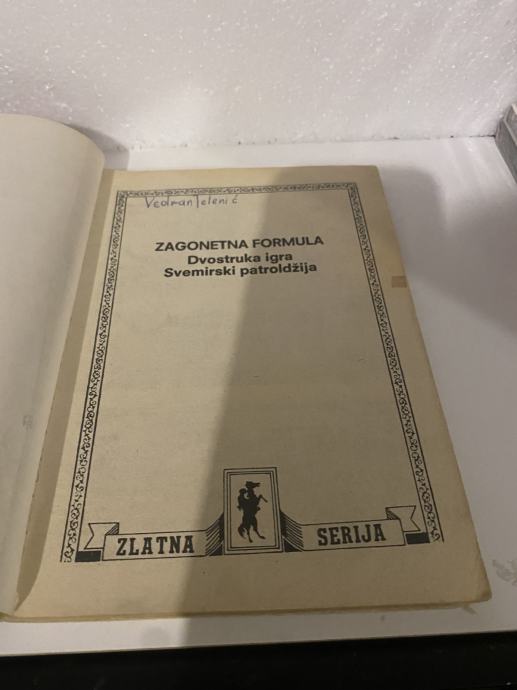 Vedran Jelenić
ZAGONETNA FORMULA
Dvostruka igra
Svemirski patroldžija
ZLATNA SERIJA